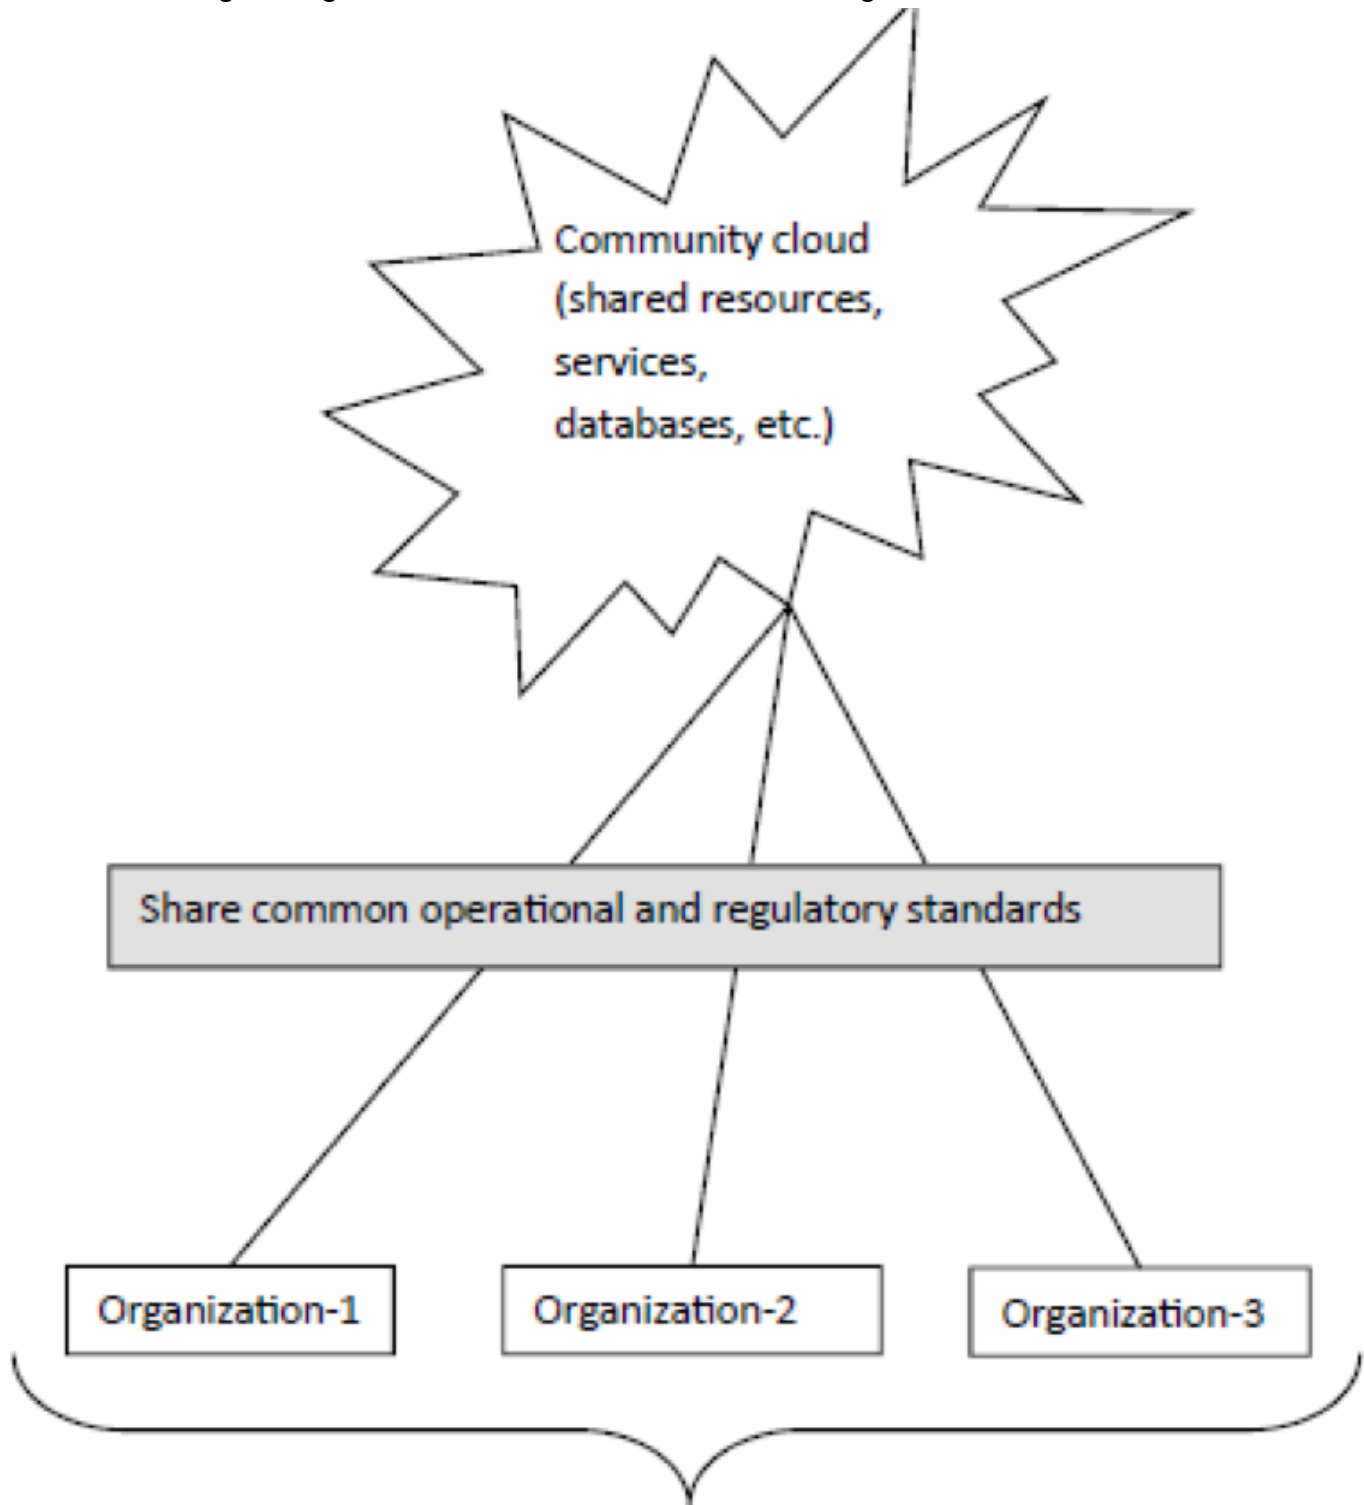 Community cloud
(shared resources,
services,
databases, etc.)
Share common operational and regulatory standards
Organization-1
Organization-2
Organization-3